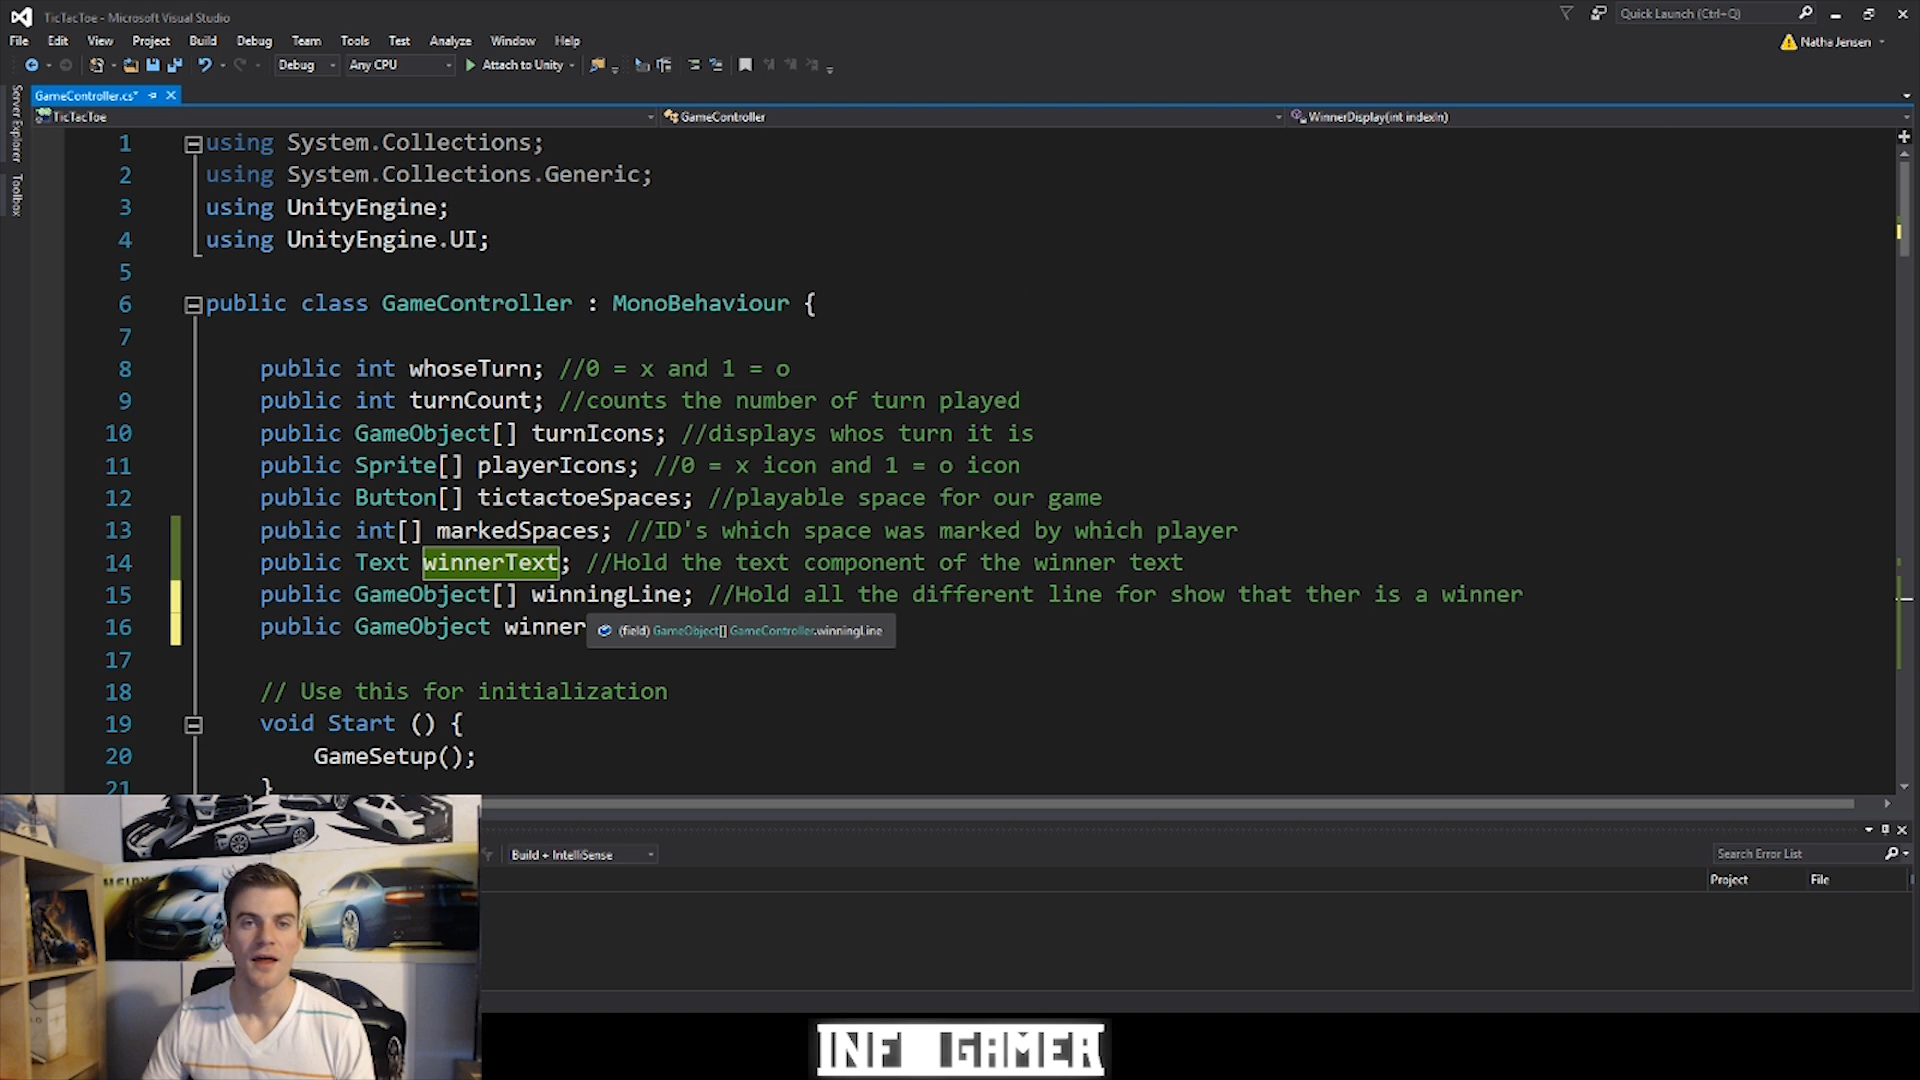 TicTacToe - Microsoft Visual Studio
Quick Launch (Ctrl+Q)
File Edit View Project Build Debug Team Tools Test Analyze Window Help
Natha Jensen
Debug Any CPU Attach to Unity
Server Explorer
Toolbox
GameController.cs*
TicTacToe GameController WinnerDisplay(int indexIn)
1 using System.Collections;
2 using System.Collections.Generic;
3 using UnityEngine;
4 using UnityEngine.UI;
5
6 public class GameController : MonoBehaviour {
7
8 public int whoseTurn; //0 = x and 1 = o
9 public int turnCount; //counts the number of turn played
10 public GameObject[] turnIcons; //displays whos turn it is
11 public Sprite[] playerIcons; //0 = x icon and 1 = o icon
12 public Button[] tictactoeSpaces; //playable space for our game
13 public int[] markedSpaces; //ID's which space was marked by which player
14 public Text winnerText; //Hold the text component of the winner text
15 public GameObject[] winningLine; //Hold all the different line for show that ther is a winner
16 public GameObject winner
(field) GameObject[] GameController.winningLine
17
18 // Use this for initialization
19 void Start () {
20 GameSetup();
21 }
Build + IntelliSense
Search Error List
Project File
INF GAMER